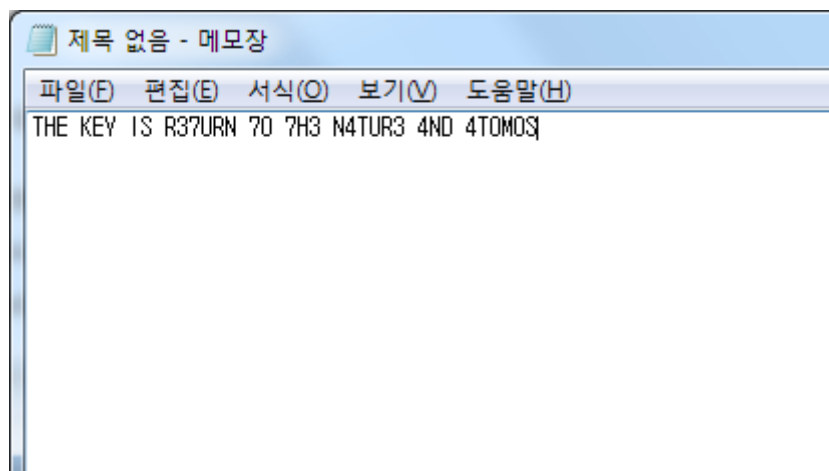 제목 없음 - 메모장
파일(F) 편집(E) 서식(O) 보기(V) 도움말(H)
THE KEY IS R37URN 70 7H3 N4TUR3 4ND 4TOMOS